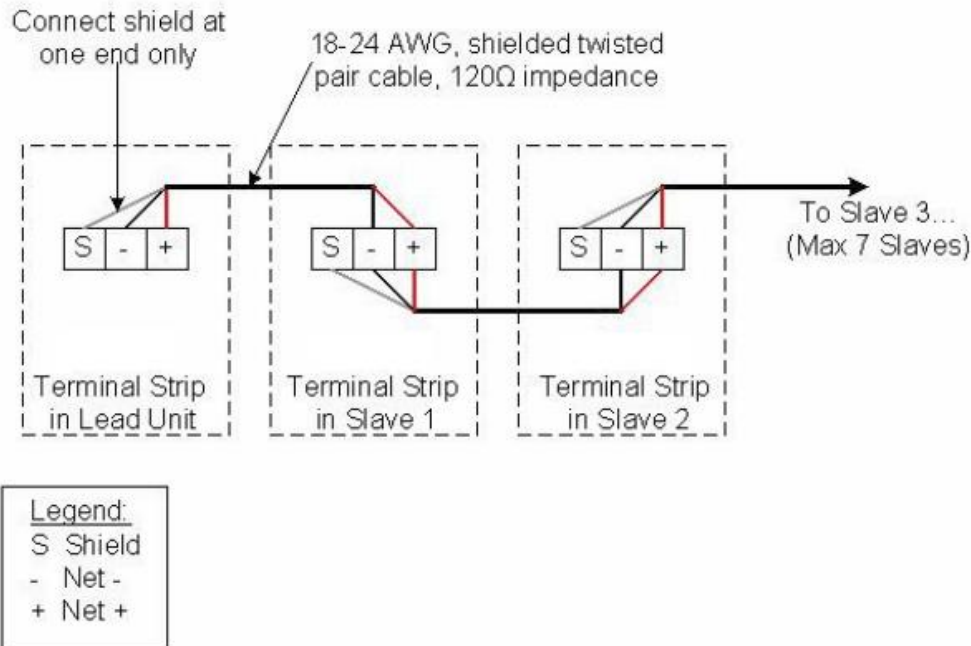 Connect shield at
one end only
18-24 AWG, shielded twisted
pair cable, 120Ω impedance
S - +
S - +
S - +
To Slave 3...
(Max 7 Slaves)
Terminal Strip
in Lead Unit
Terminal Strip
in Slave 1
Terminal Strip
in Slave 2
Legend:
S Shield
- Net -
+ Net +